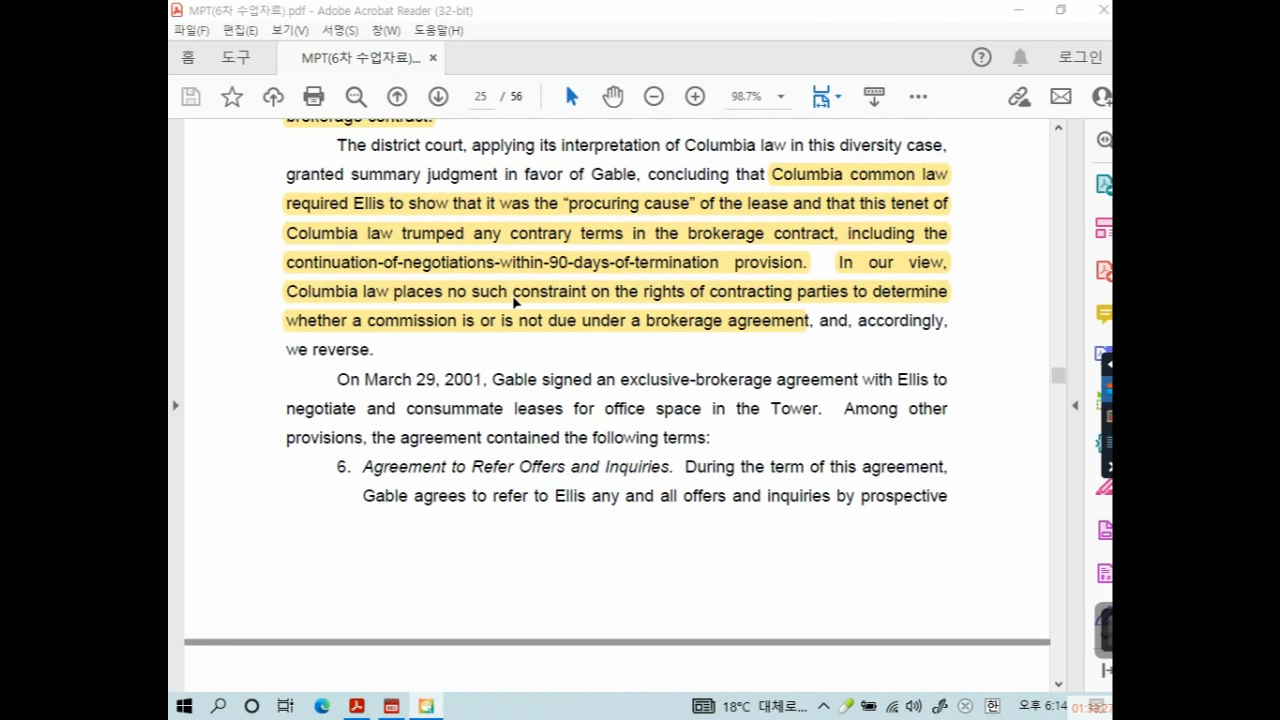 MPT(6차 수업자료).pdf - Adobe Acrobat Reader (32-bit)
파일(F) 편집(E) 보기(V) 서명(S) 창(W) 도움말(H)
홈 도구 MPT(6차 수업자료)... × 로그인
25 / 56 98.7%
brokerage contract.
The district court, applying its interpretation of Columbia law in this diversity case,
granted summary judgment in favor of Gable, concluding that Columbia common law
required Ellis to show that it was the “procuring cause” of the lease and that this tenet of
Columbia law trumped any contrary terms in the brokerage contract, including the
continuation-of-negotiations-within-90-days-of-termination provision. In our view,
Columbia law places no such constraint on the rights of contracting parties to determine
whether a commission is or is not due under a brokerage agreement, and, accordingly,
we reverse.
On March 29, 2001, Gable signed an exclusive-brokerage agreement with Ellis to
negotiate and consummate leases for office space in the Tower. Among other
provisions, the agreement contained the following terms:
6. Agreement to Refer Offers and Inquiries. During the term of this agreement,
Gable agrees to refer to Ellis any and all offers and inquiries by prospective
18°C 대체로... 한 오후 6:14